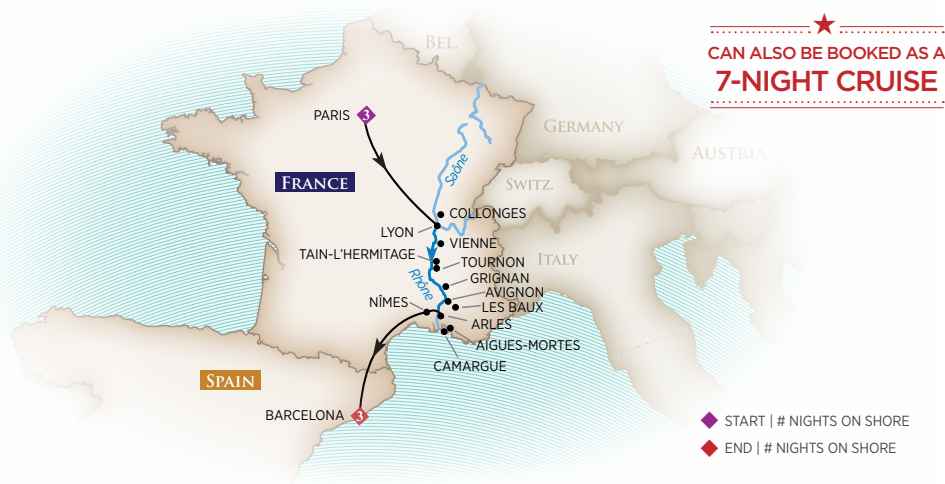 CAN ALSO BE BOOKED AS A
7-NIGHT CRUISE
BEL.
PARIS
3
GERMANY
AUSTRIA
Saône
FRANCE
SWITZ.
COLLONGES
LYON
VIENNE
TAIN-L'HERMITAGE
TOURNON
ITALY
GRIGNAN
Rhône
AVIGNON
NÎMES
LES BAUX
ARLES
AIGUES-MORTES
CAMARGUE
SPAIN
BARCELONA
3
START | # NIGHTS ON SHORE
END | # NIGHTS ON SHORE